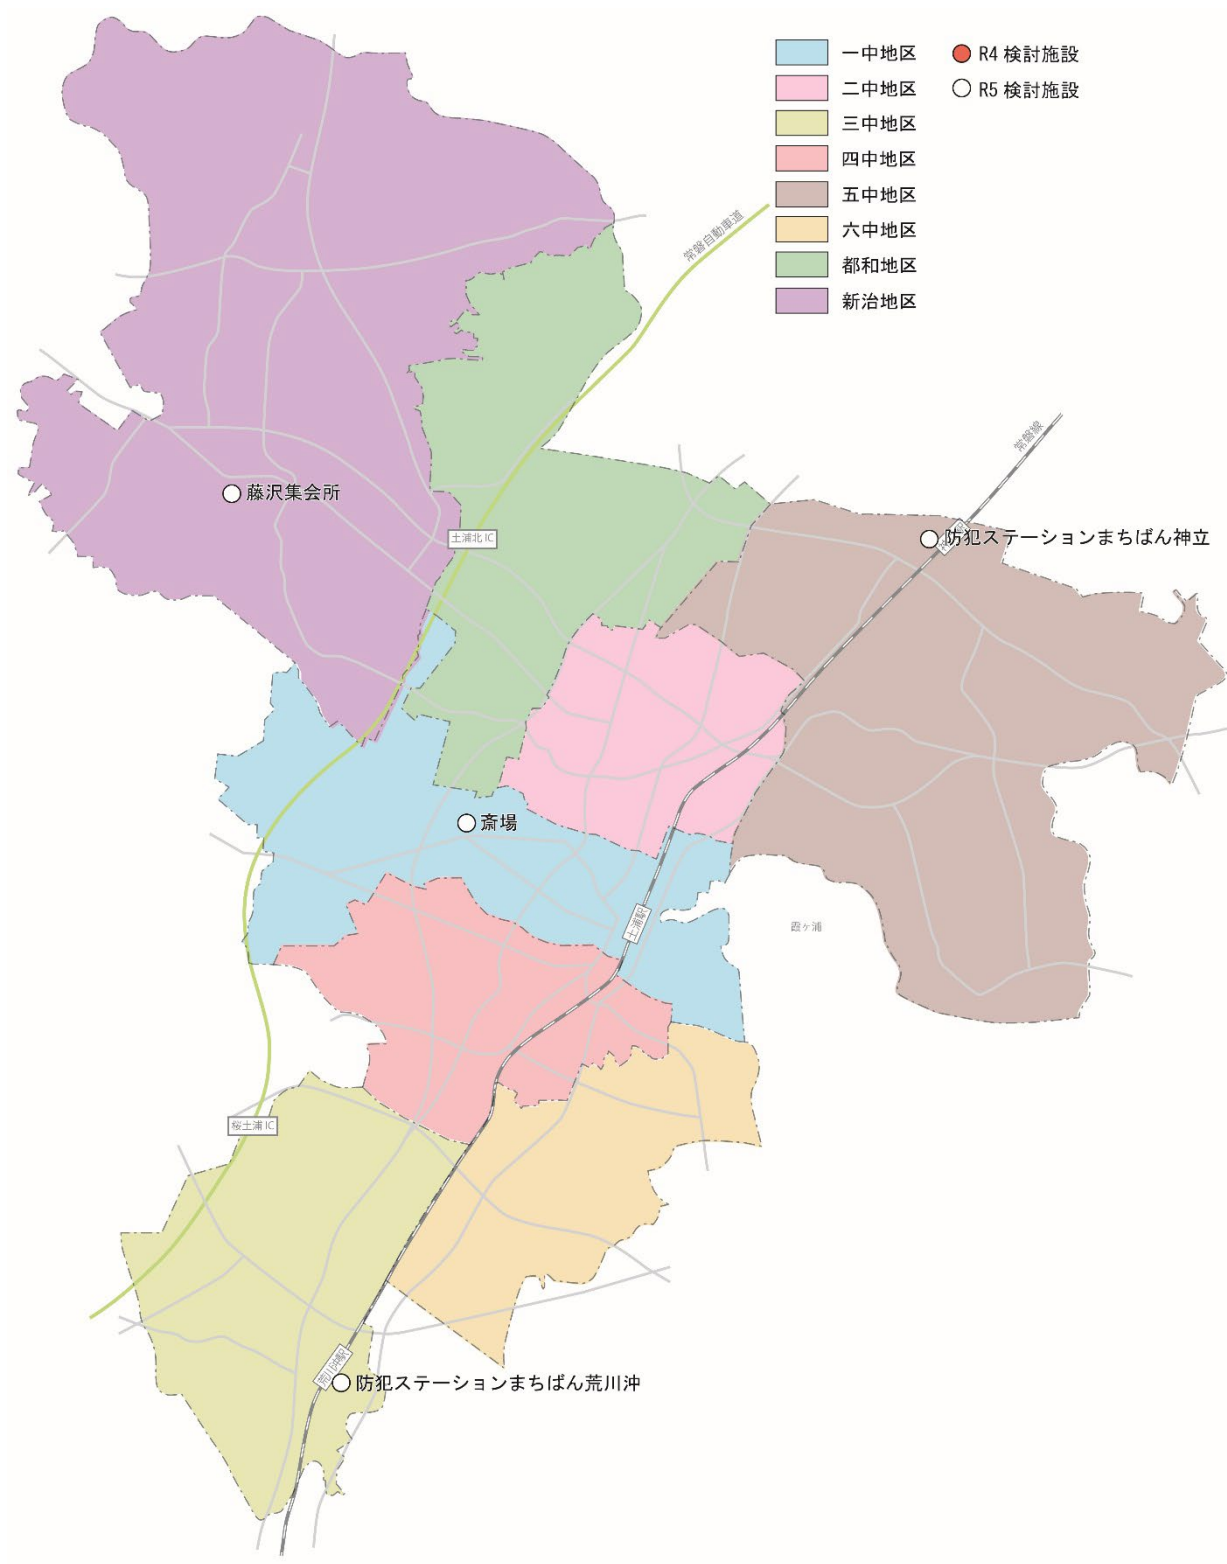 一中地区
二中地区
三中地区
四中地区
五中地区
六中地区
都和地区
新治地区
R4 検討施設
R5 検討施設
常磐自動車道
常磐線
藤沢集会所
土浦北 IC
防犯ステーションまちばん神立
斎場
土浦駅
霞ヶ浦
桜土浦 IC
荒川沖駅
防犯ステーションまちばん荒川沖